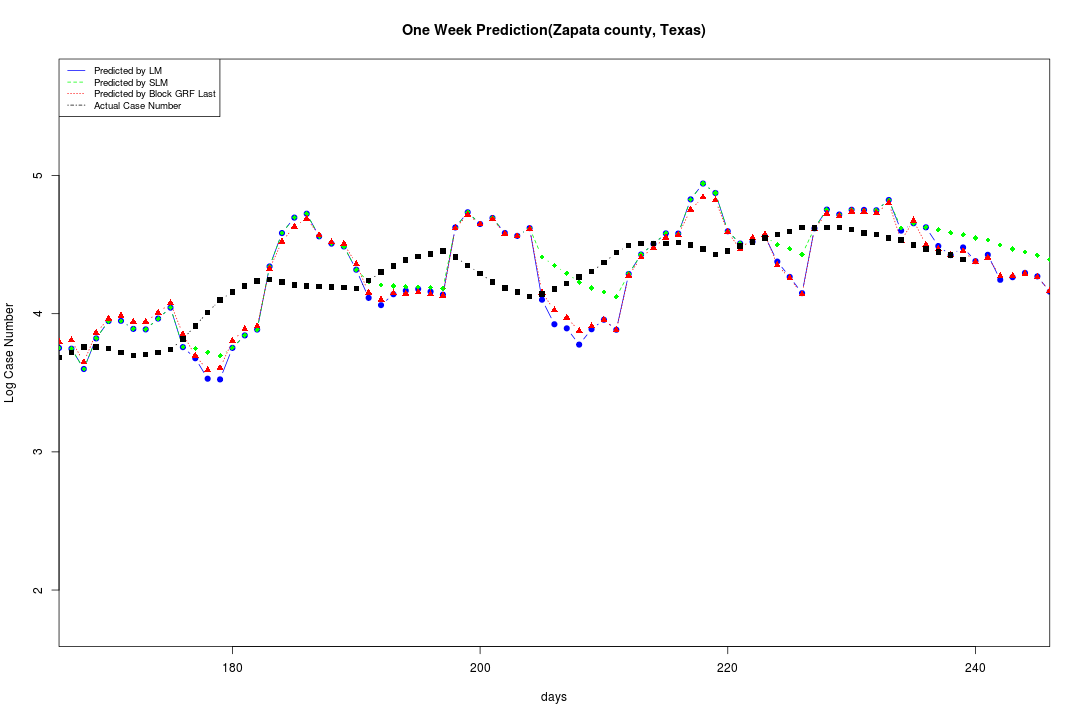 One Week Prediction(Zapata county, Texas)
Predicted by LM
Predicted by SLM
Predicted by Block GRF Last
Actual Case Number
5
4
3
2
Log Case Number
180 200 220 240
days